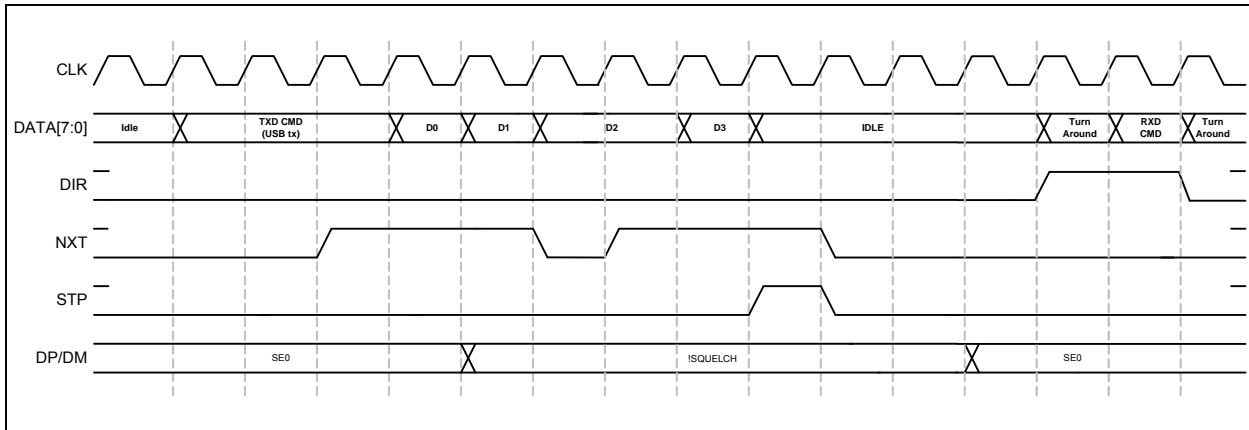 CLK
DATA[7:0]
Idle
TXD CMD
(USB tx)
D0
D1
D2
D3
IDLE
Turn
Around
RXD
CMD
Turn
Around
DIR
NXT
STP
DP/DM
SE0
!SQUELCH
SE0